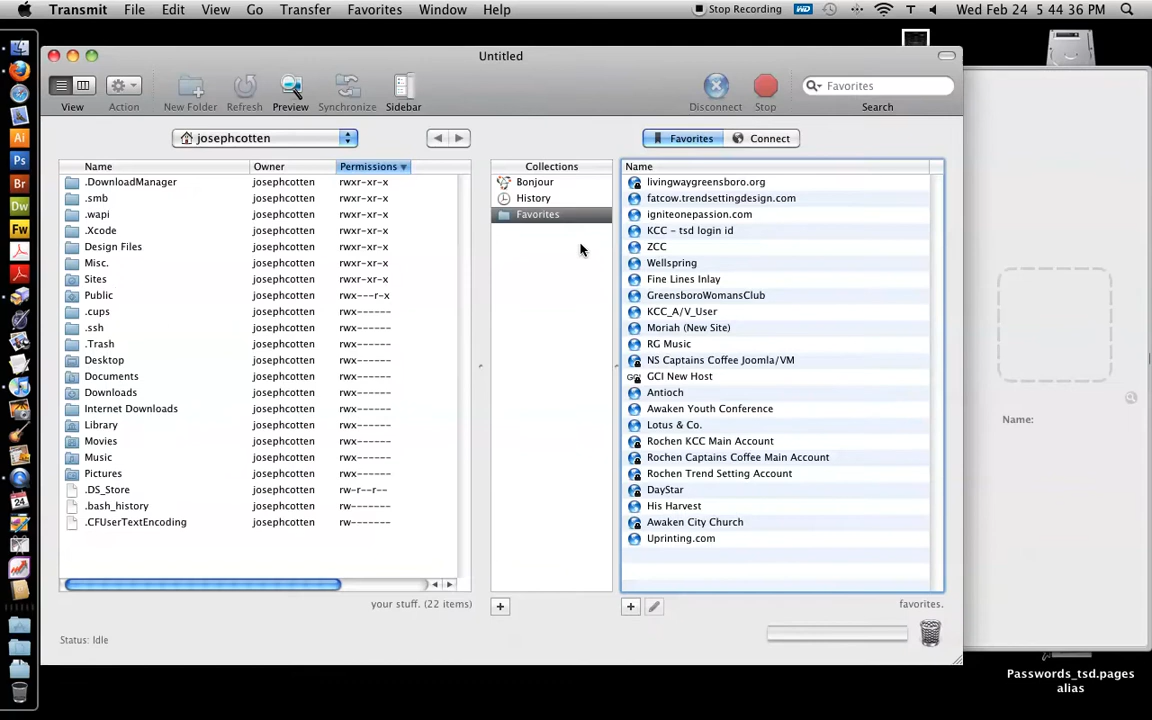 Transmit File Edit View Go Transfer Favorites Window Help Stop Recording WD Wed Feb 24 5 44 36 PM
Untitled
View Action New Folder Refresh Preview Synchronize Sidebar Disconnect Stop Favorites
Search
josephcotten Favorites Connect
Name Owner Permissions Collections Name
.DownloadManager josephcotten rwxr-xr-x Bonjour livingwaygreensboro.org
.smb josephcotten rwxr-xr-x History fatcow.trendsettingdesign.com
.wapi josephcotten rwxr-xr-x Favorites igniteonepassion.com
.Xcode josephcotten rwxr-xr-x KCC - tsd login id
Design Files josephcotten rwxr-xr-x ZCC
Misc. josephcotten rwxr-xr-x Wellspring
Sites josephcotten rwxr-xr-x Fine Lines Inlay
Public josephcotten rwx---r-x GreensboroWomansClub
.cups josephcotten rwx------ KCC_A/V_User
.ssh josephcotten rwx------ Moriah (New Site)
.Trash josephcotten rwx------ RG Music
Desktop josephcotten rwx------ NS Captains Coffee Joomla/VM
Documents josephcotten rwx------ GCI New Host
Downloads josephcotten rwx------ Antioch
Internet Downloads josephcotten rwx------ Awaken Youth Conference
Library josephcotten rwx------ Lotus & Co.
Movies josephcotten rwx------ Rochen KCC Main Account
Music josephcotten rwx------ Rochen Captains Coffee Main Account
Pictures josephcotten rwx------ Rochen Trend Setting Account
.DS_Store josephcotten rw-r--r-- DayStar
.bash_history josephcotten rw------- His Harvest
.CFUserTextEncoding josephcotten rw------- Awaken City Church
Uprinting.com
your stuff. (22 items) favorites.
Status: Idle
Name:
Passwords_tsd.pages
alias
Ai
Ps
Br
Dw
Fw
24